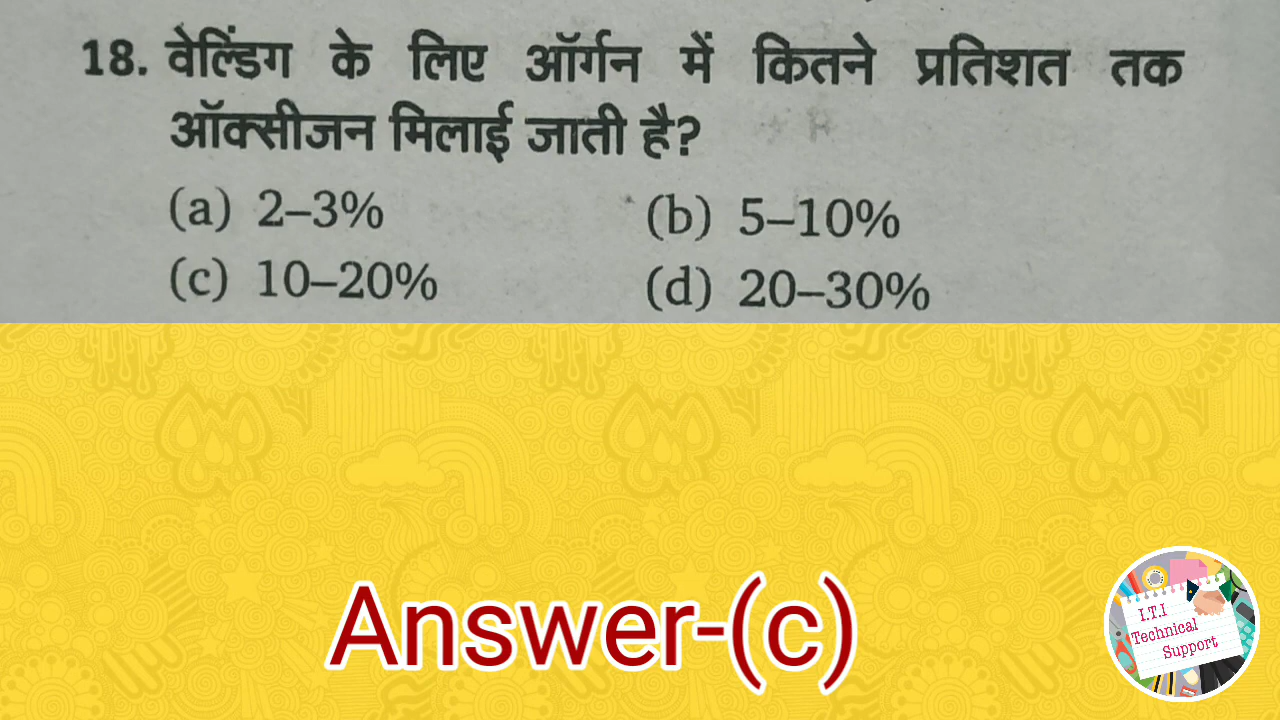 18. वेल्डिंग के लिए ऑर्गन में कितने प्रतिशत तक
ऑक्सीजन मिलाई जाती है?
(a) 2–3% (b) 5–10%
(c) 10–20% (d) 20–30%
Answer-(c)
I.T.I
Technical
Support